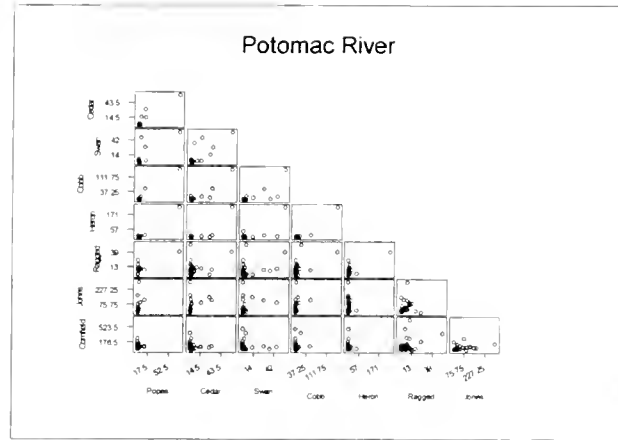 Potomac River
Cedar 43.5
14.5
Swan 42
14
Cobb 111.75
37.25
Heron 171
57
Ragged 39
13
Jones 227.25
75.75
Cornfield 523.5
176.5
17.5 52.5 14.5 43.5 14 42 37.25 111.75 57 171 13 39 75.75 227.25
Popes Cedar Swan Cobb Heron Ragged Jones